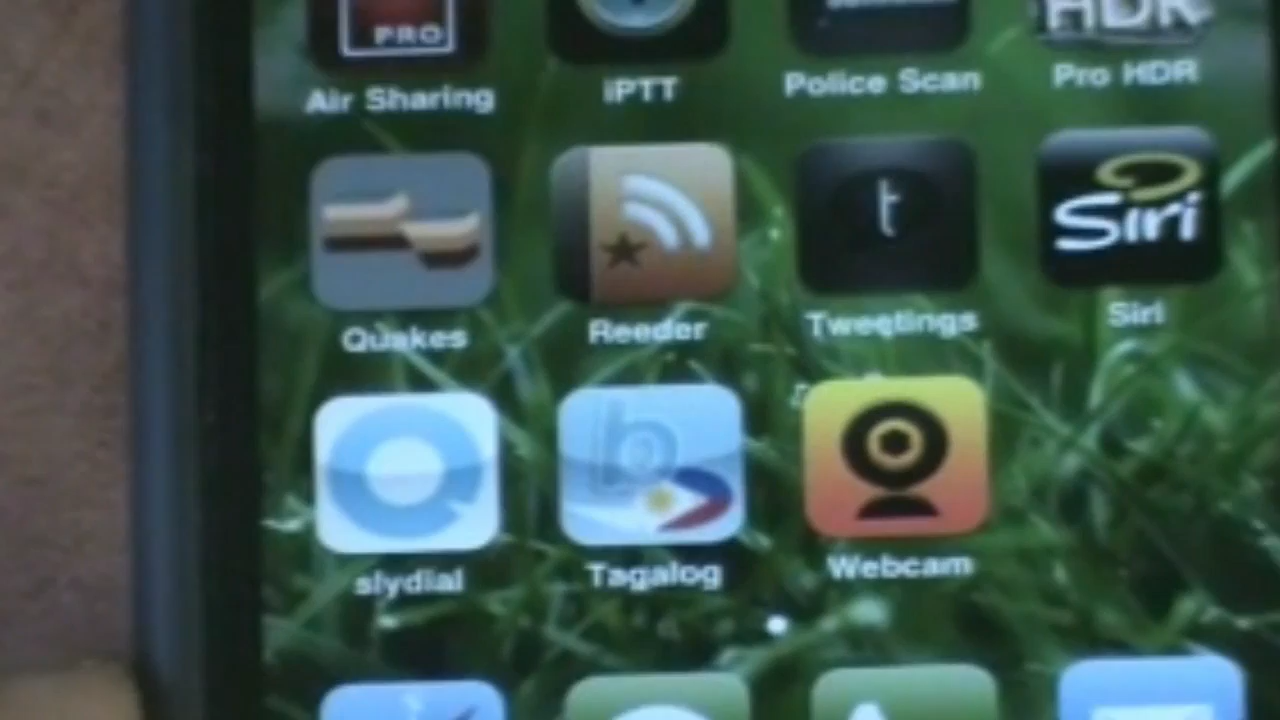 PRO
HDR
Air Sharing
iPTT
Police Scan
Pro HDR
t
Siri
Quakes
Reeder
Tweetings
Siri
b
slydial
Tagalog
Webcam